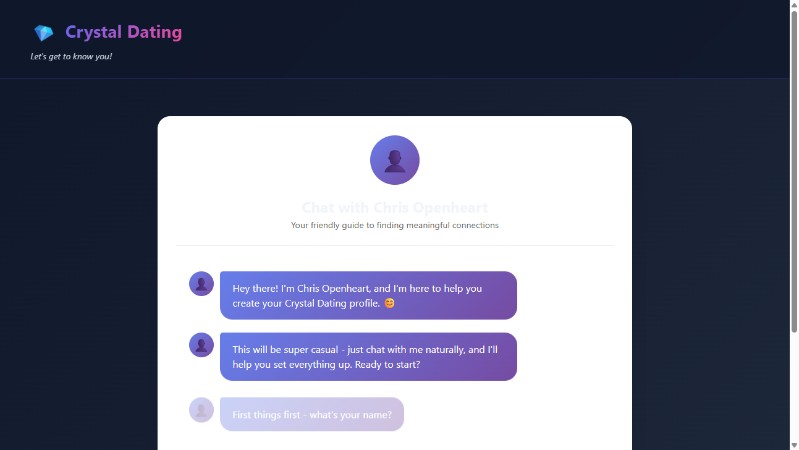 Crystal Dating
Let's get to know you!
Chat with Chris Openheart
Your friendly guide to finding meaningful connections
Hey there! I'm Chris Openheart, and I'm here to help you
create your Crystal Dating profile. 😊
This will be super casual - just chat with me naturally, and I'll
help you set everything up. Ready to start?
First things first - what's your name?